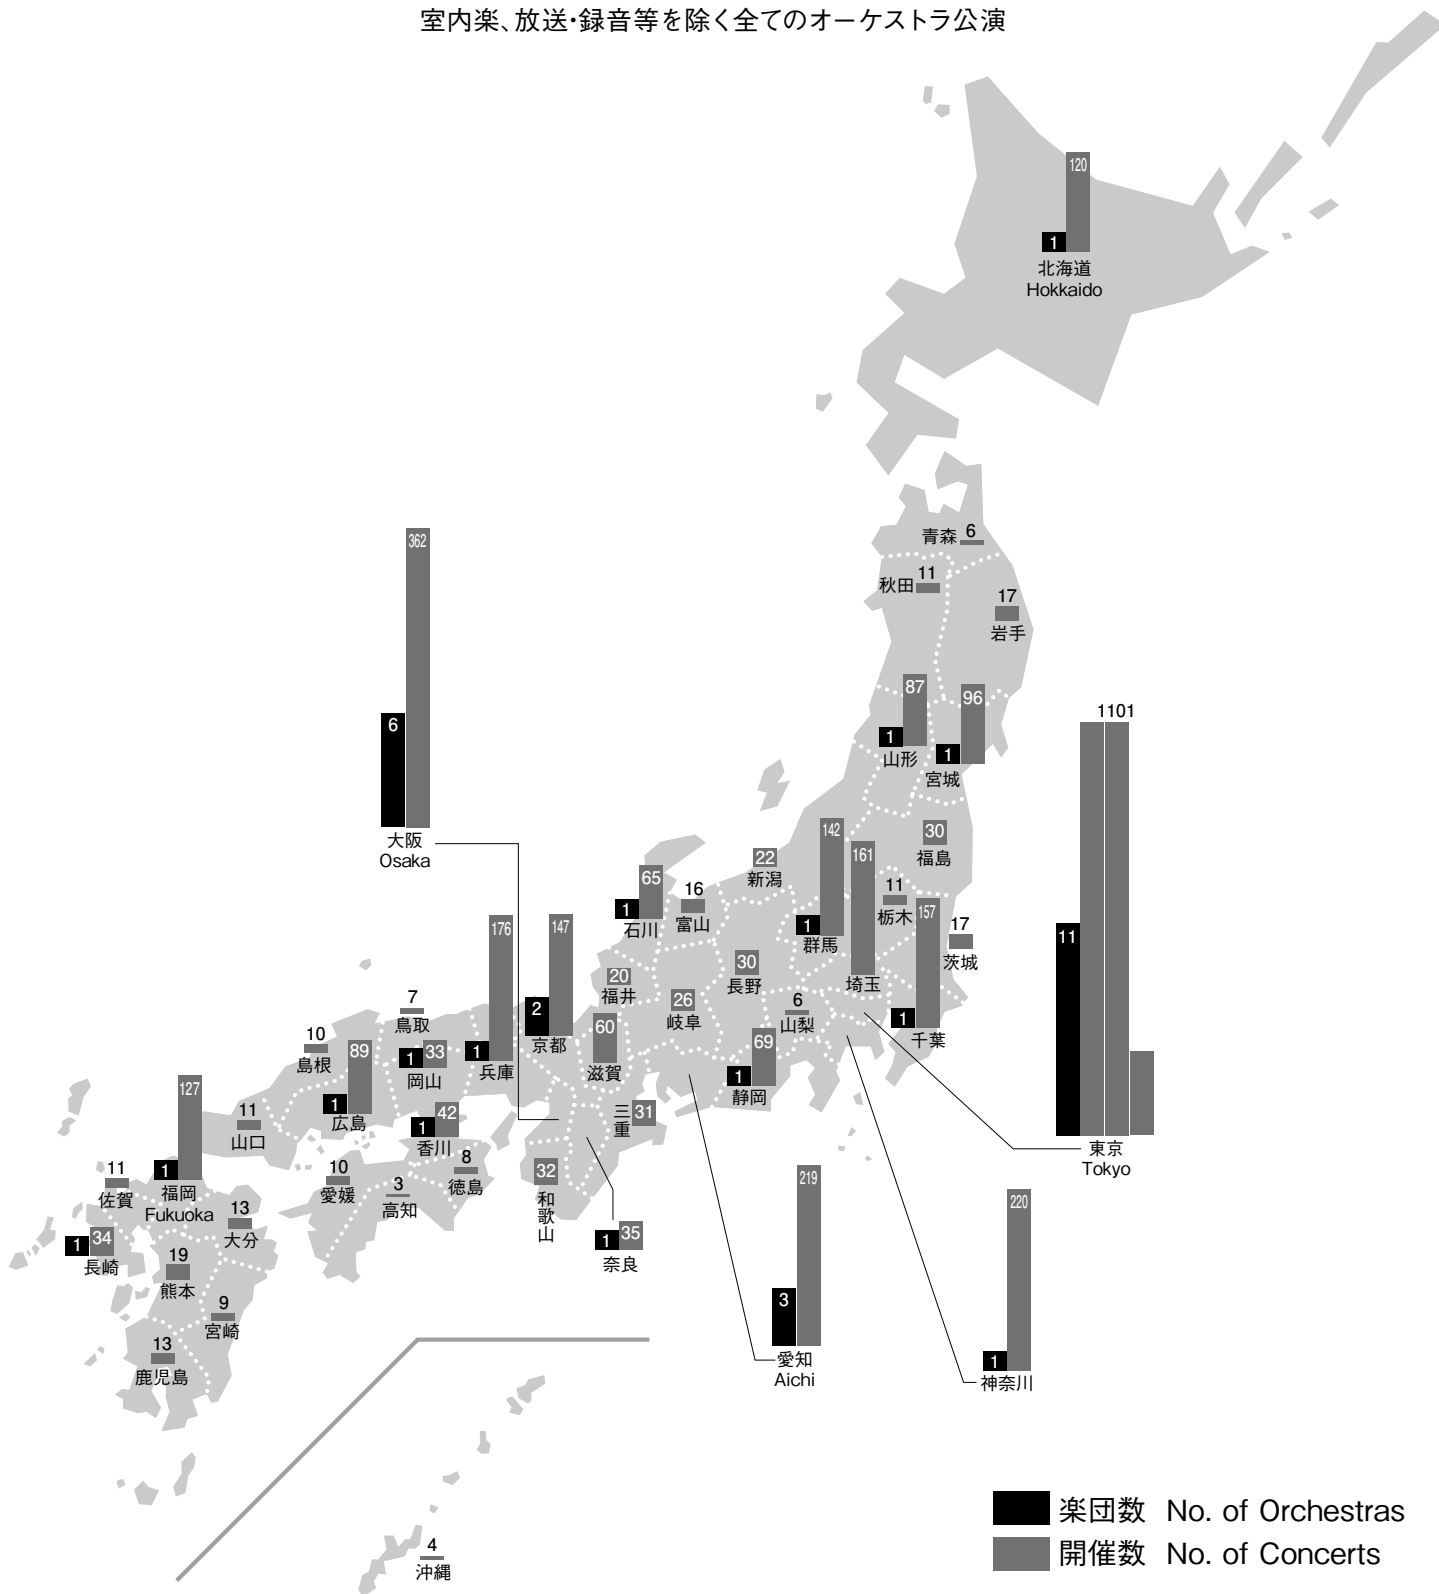 室内楽、放送・録音等を除く全てのオーケストラ公演
120
1
北海道
Hokkaido
青森 6
秋田 11
17
岩手
87
1
山形
96
1
宮城
30
福島
362
6
大阪
Osaka
1101
11
東京
Tokyo
22
新潟
142
1
群馬
161
埼玉
11
栃木
157
1
千葉
17
茨城
65
1
石川
16
富山
20
福井
30
長野
26
岐阜
6
山梨
69
1
静岡
60
滋賀
147
2
京都
176
1
兵庫
7
鳥取
33
1
岡山
10
島根
89
1
広島
11
山口
42
1
香川
8
徳島
3
高知
10
愛媛
31
三重
32
和歌山
35
1
奈良
219
3
愛知
Aichi
220
1
神奈川
127
1
福岡
Fukuoka
11
佐賀
34
1
長崎
13
大分
19
熊本
9
宮崎
13
鹿児島
4
沖縄
楽団数 No. of Orchestras
開催数 No. of Concerts